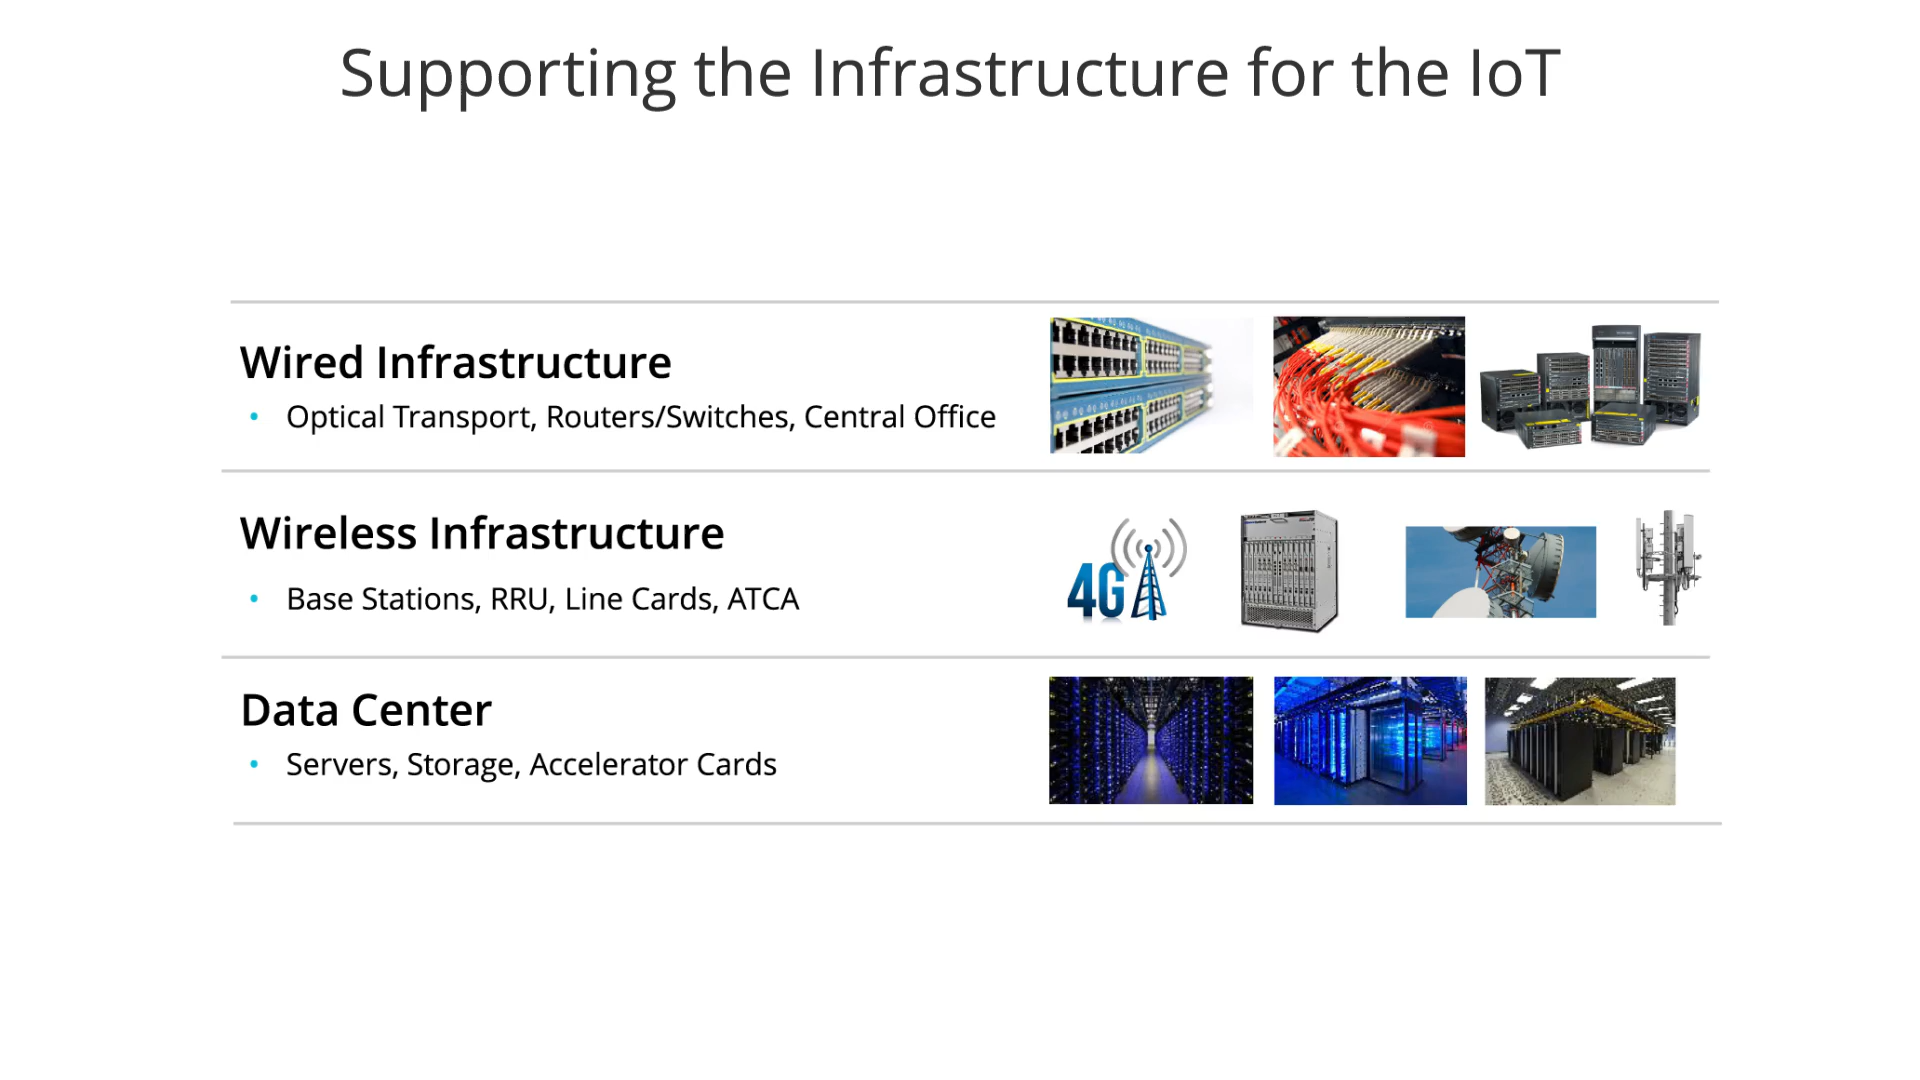 Supporting the Infrastructure for the IoT
Wired Infrastructure
• Optical Transport, Routers/Switches, Central Office
Wireless Infrastructure
• Base Stations, RRU, Line Cards, ATCA
4G
Data Center
• Servers, Storage, Accelerator Cards